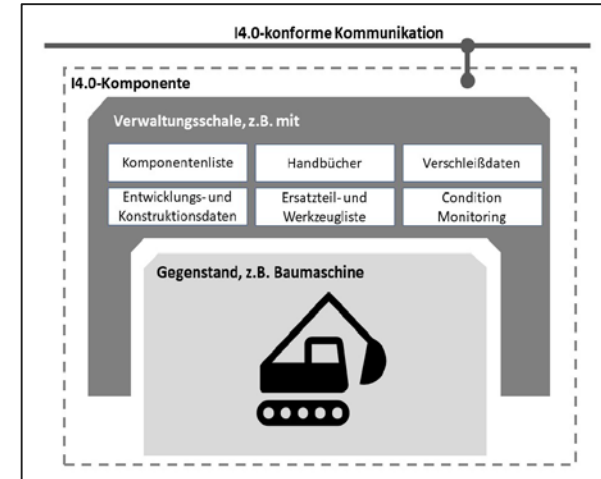 I4.0-konforme Kommunikation
I4.0-Komponente
Verwaltungsschale, z.B. mit
Komponentenliste
Handbücher
Verschleißdaten
Entwicklungs- und
Konstruktionsdaten
Ersatzteil- und
Werkzeugliste
Condition
Monitoring
Gegenstand, z.B. Baumaschine